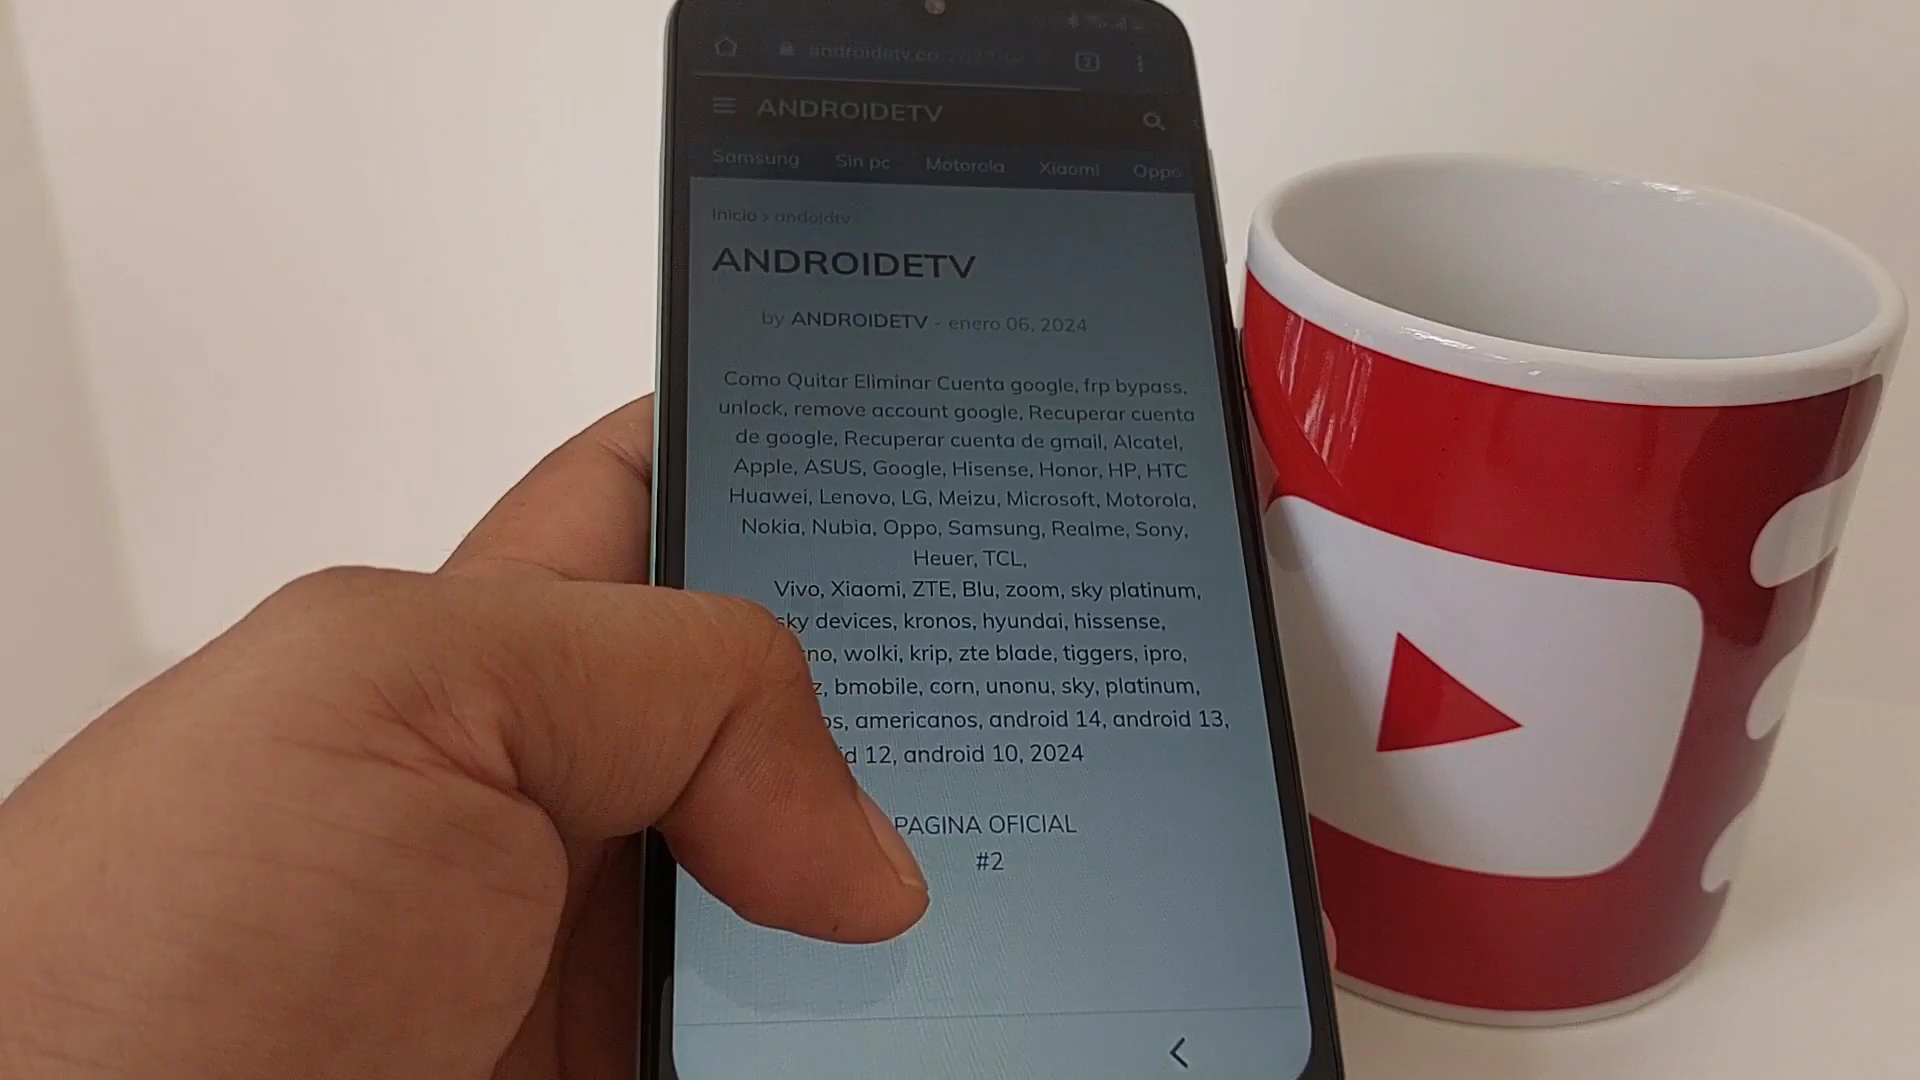 androidetv.co
2
ANDROIDETV
Samsung Sin pc Motorola Xiaomi Oppo
Inicio > andoidtv
ANDROIDETV
by ANDROIDETV - enero 06, 2024
Como Quitar Eliminar Cuenta google, frp bypass,
unlock, remove account google, Recuperar cuenta
de google, Recuperar cuenta de gmail, Alcatel,
Apple, ASUS, Google, Hisense, Honor, HP, HTC
Huawei, Lenovo, LG, Meizu, Microsoft, Motorola,
Nokia, Nubia, Oppo, Samsung, Realme, Sony,
Heuer, TCL,
Vivo, Xiaomi, ZTE, Blu, zoom, sky platinum,
sky devices, kronos, hyundai, hissense,
wolki, krip, zte blade, tiggers, ipro,
bmobile, corn, unonu, sky, platinum,
americanos, android 14, android 13,
12, android 10, 2024
PAGINA OFICIAL
#2